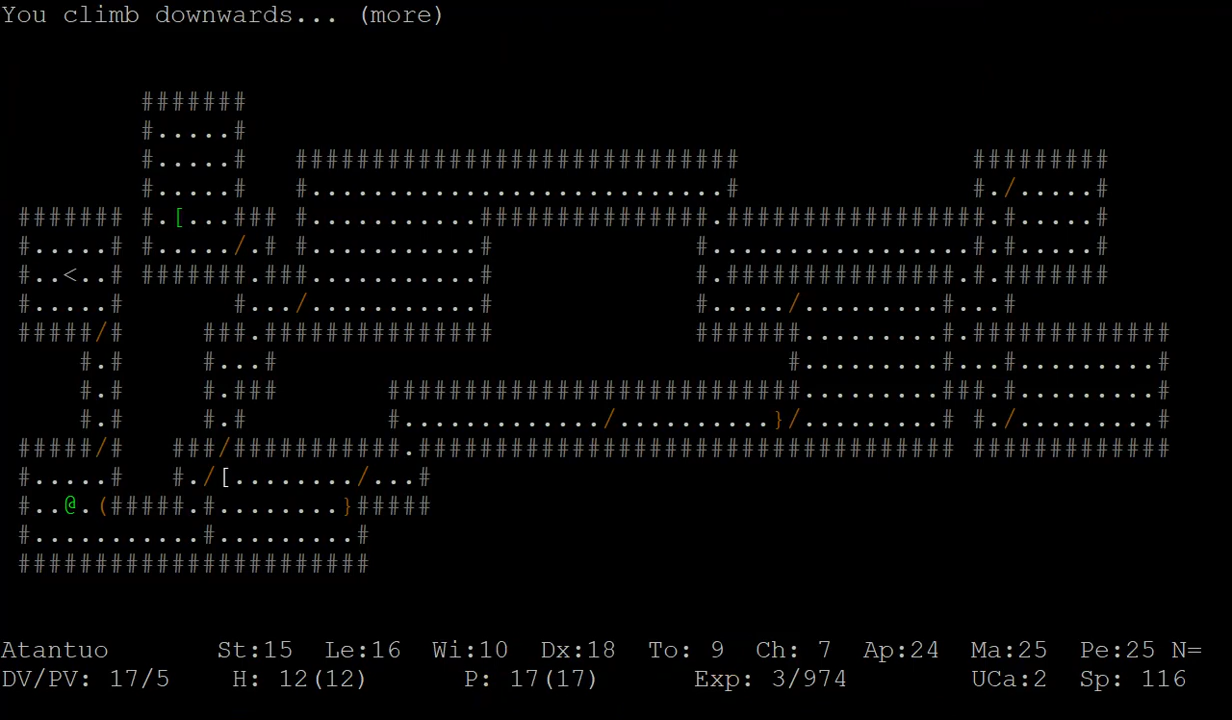 You climb downwards... (more)
         #######
         #.....#
         #.....#   #############################               #########
         #.....#   #...........................#               #./.....#
 ####### #.[...### #...........###############.#################.#.....#
 #.....# #...../.# #...........#             #.................#.#.....#
 #..<..# #######.###...........#             #.###############.#.#######
 #.....#       #.../...........#             #...../.........#...#
 #####/#     ###.###############             #######.........#.#############
     #.#     #...#                                 #.........#...#.........#
     #.#     #.###       ###########################.........###.#.........#
     #.#     #.#         #............./..........}/.........# #./.........#
 #####/#   ###/###########.################################### #############
 #.....#   #./[......../...#
 #..@.(#####.#........}#####
 #...........#.........#
 #######################
Atantuo St:15 Le:16 Wi:10 Dx:18 To: 9 Ch: 7 Ap:24 Ma:25 Pe:25 N=
DV/PV: 17/5 H: 12(12) P: 17(17) Exp: 3/974 UCa:2 Sp: 116